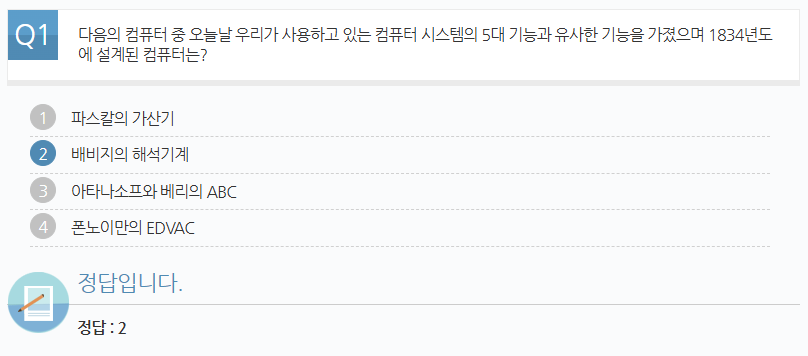 Q1
다음의 컴퓨터 중 오늘날 우리가 사용하고 있는 컴퓨터 시스템의 5대 기능과 유사한 기능을 가졌으며 1834년도
에 설계된 컴퓨터는?
1 파스칼의 가산기
2 배비지의 해석기계
3 아타나소프와 베리의 ABC
4 폰노이만의 EDVAC
정답입니다.
정답 : 2